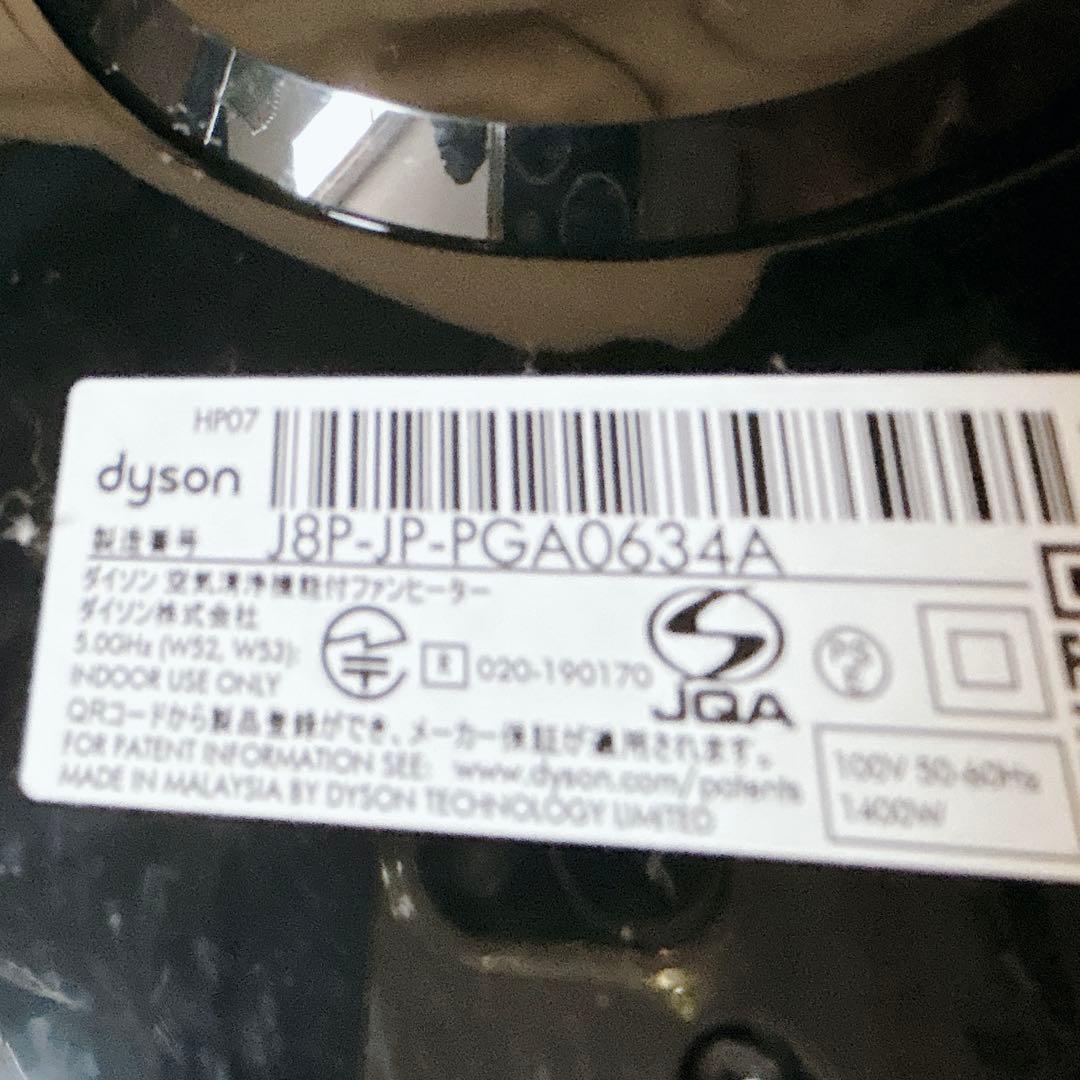 HP07
dyson
製造番号 J8P-JP-PGA0634A
ダイソン 空気清浄機能付ファンヒーター
ダイソン株式会社
5.0GHz (W52, W53):
INDOOR USE ONLY
R 020-190170
JQA
PS
E
QRコードから製品登録ができ、メーカー保証が適用されます。
FOR PATENT INFORMATION SEE: www.dyson.com/patents
MADE IN MALAYSIA BY DYSON TECHNOLOGY LIMITED
100V 50-60Hz
1400W